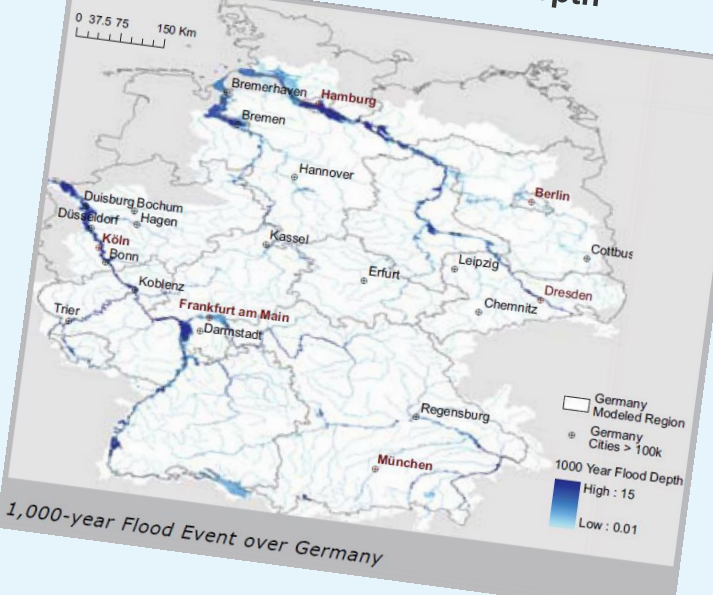 0 37.5 75 150 Km
Bremerhaven
Hamburg
Bremen
Hannover
Berlin
Duisburg Bochum
Düsseldorf
Hagen
Köln
Bonn
Kassel
Cottbus
Leipzig
Erfurt
Koblenz
Dresden
Trier
Frankfurt am Main
Chemnitz
Darmstadt
Regensburg
München
Germany
Modeled Region
Germany
Cities > 100k
1000 Year Flood Depth
High : 15
Low : 0.01
1,000-year Flood Event over Germany